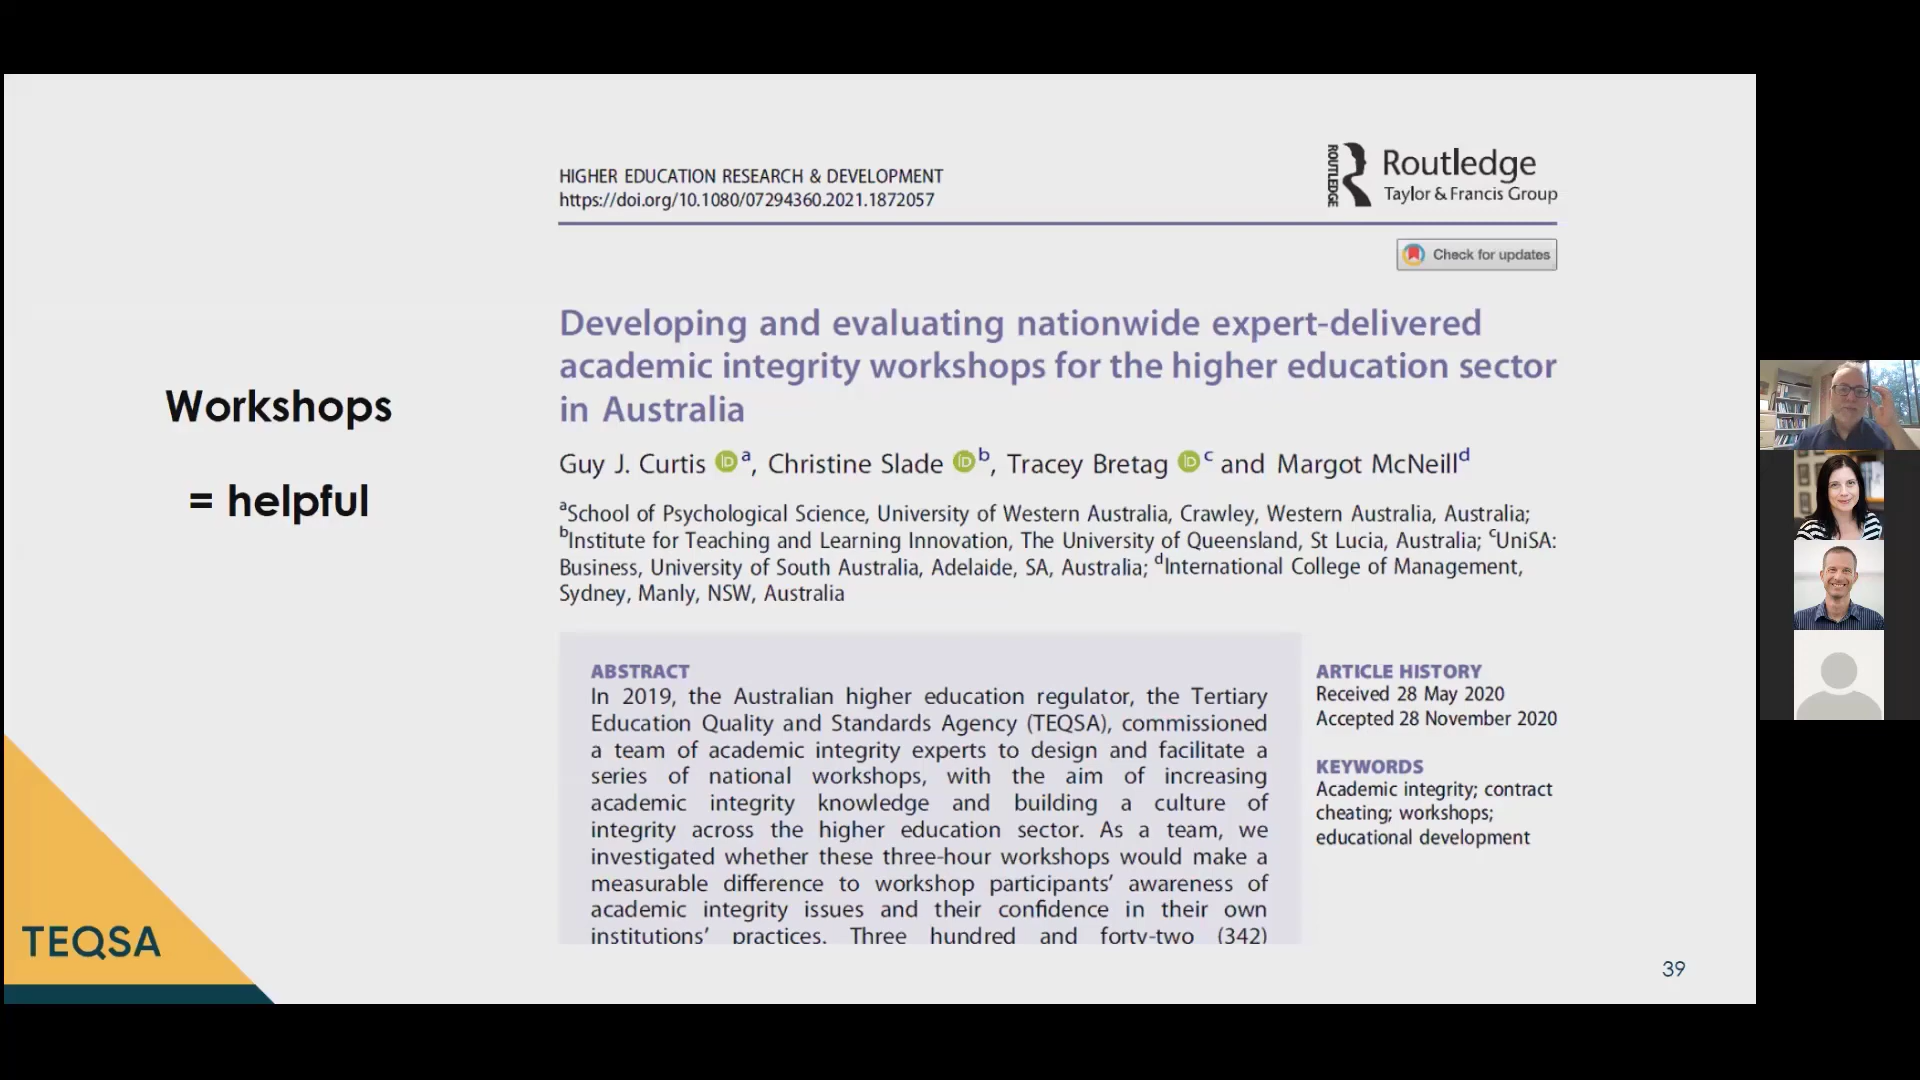 HIGHER EDUCATION RESEARCH & DEVELOPMENT
https://doi.org/10.1080/07294360.2021.1872057
ROUTLEDGE
Routledge
Taylor & Francis Group
Check for updates
Developing and evaluating nationwide expert-delivered
academic integrity workshops for the higher education sector
in Australia
Workshops
= helpful
Guy J. Curtis iD a, Christine Slade iD b, Tracey Bretag iD c and Margot McNeill d
aSchool of Psychological Science, University of Western Australia, Crawley, Western Australia, Australia;
bInstitute for Teaching and Learning Innovation, The University of Queensland, St Lucia, Australia; cUniSA:
Business, University of South Australia, Adelaide, SA, Australia; dInternational College of Management,
Sydney, Manly, NSW, Australia
ABSTRACT
In 2019, the Australian higher education regulator, the Tertiary
Education Quality and Standards Agency (TEQSA), commissioned
a team of academic integrity experts to design and facilitate a
series of national workshops, with the aim of increasing
academic integrity knowledge and building a culture of
integrity across the higher education sector. As a team, we
investigated whether these three-hour workshops would make a
measurable difference to workshop participants' awareness of
academic integrity issues and their confidence in their own
institutions' practices. Three hundred and forty-two (342)
ARTICLE HISTORY
Received 28 May 2020
Accepted 28 November 2020
KEYWORDS
Academic integrity; contract
cheating; workshops;
educational development
TEQSA
39